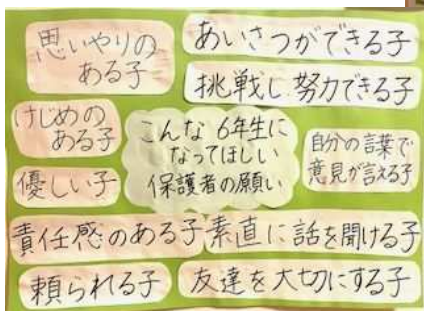 思いやりの
ある子
あいさつができる子
挑戦し努力できる子
けじめの
ある子
こんな6年生に
なってほしい
保護者の願い
自分の言葉で
意見が言える子
優しい子
責任感のある子
素直に話を聞ける子
頼られる子
友達を大切にする子